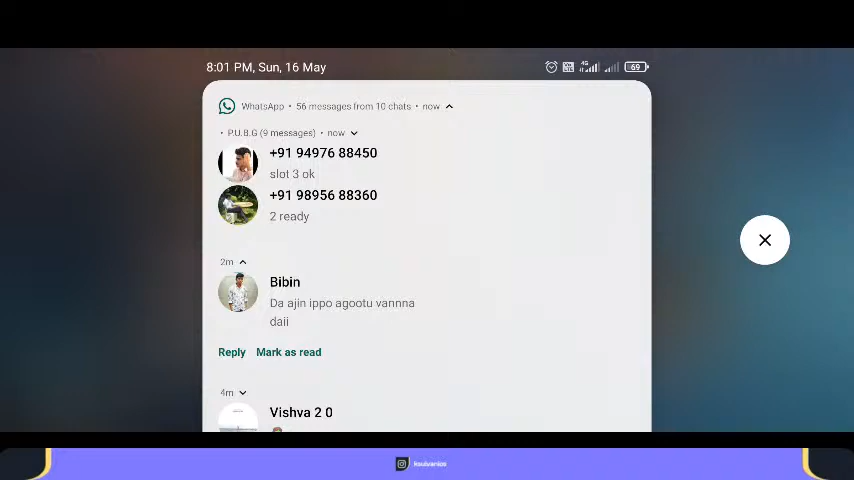 8:01 PM, Sun, 16 May
4G
69
WhatsApp • 56 messages from 10 chats • now
• P.U.B.G (9 messages) • now
+91 94976 88450
slot 3 ok
+91 98956 88360
2 ready
2m
Bibin
Da ajin ippo agootu vannna
daii
Reply Mark as read
4m
Vishva 2 0